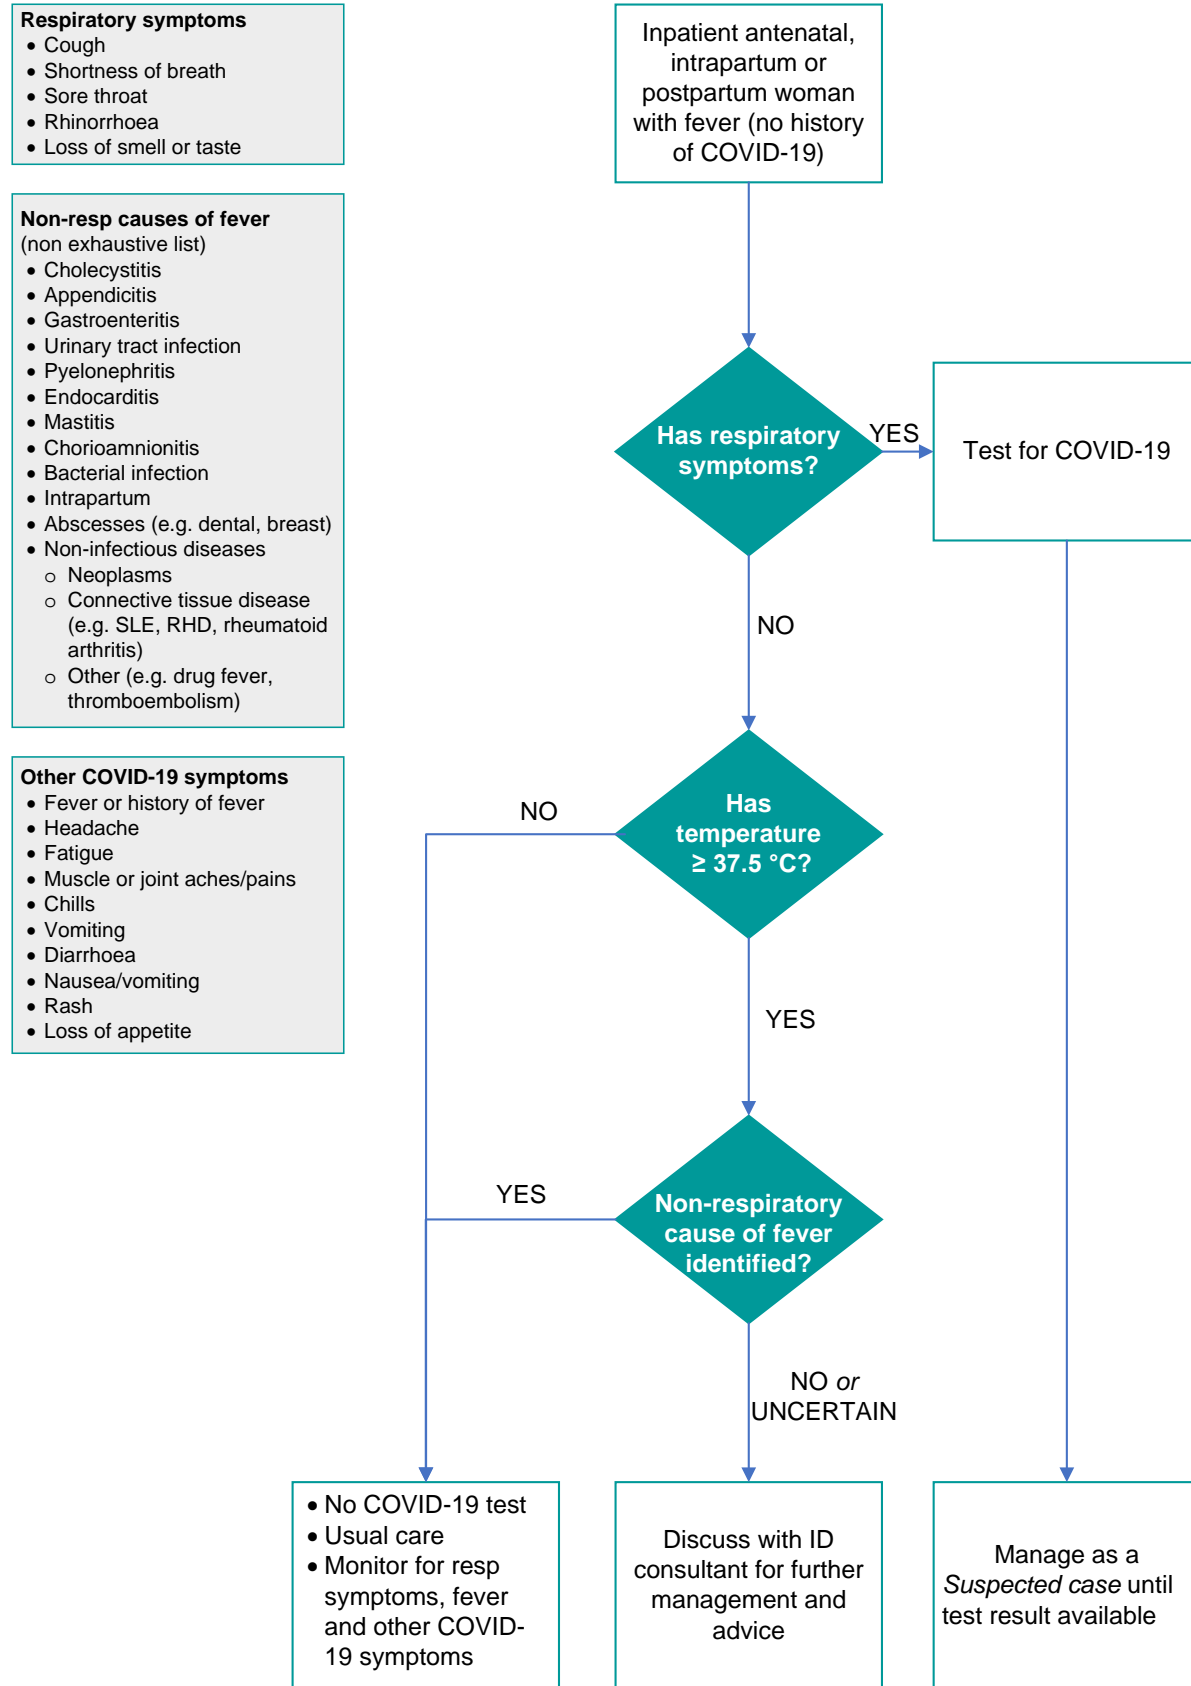 Respiratory symptoms
• Cough
• Shortness of breath
• Sore throat
• Rhinorrhoea
• Loss of smell or taste
Non-resp causes of fever
(non exhaustive list)
• Cholecystitis
• Appendicitis
• Gastroenteritis
• Urinary tract infection
• Pyelonephritis
• Endocarditis
• Mastitis
• Chorioamnionitis
• Bacterial infection
• Intrapartum
• Abscesses (e.g. dental, breast)
• Non-infectious diseases
o Neoplasms
o Connective tissue disease
(e.g. SLE, RHD, rheumatoid
arthritis)
o Other (e.g. drug fever,
thromboembolism)
Other COVID-19 symptoms
• Fever or history of fever
• Headache
• Fatigue
• Muscle or joint aches/pains
• Chills
• Vomiting
• Diarrhoea
• Nausea/vomiting
• Rash
• Loss of appetite
Inpatient antenatal,
intrapartum or
postpartum woman
with fever (no history
of COVID-19)
Has respiratory
symptoms?
YES
Test for COVID-19
NO
Has
temperature
≥ 37.5 °C?
NO
YES
Non-respiratory
cause of fever
identified?
YES
NO or
UNCERTAIN
• No COVID-19 test
• Usual care
• Monitor for resp
symptoms, fever
and other COVID-
19 symptoms
Discuss with ID
consultant for further
management and
advice
Manage as a
Suspected case until
test result available